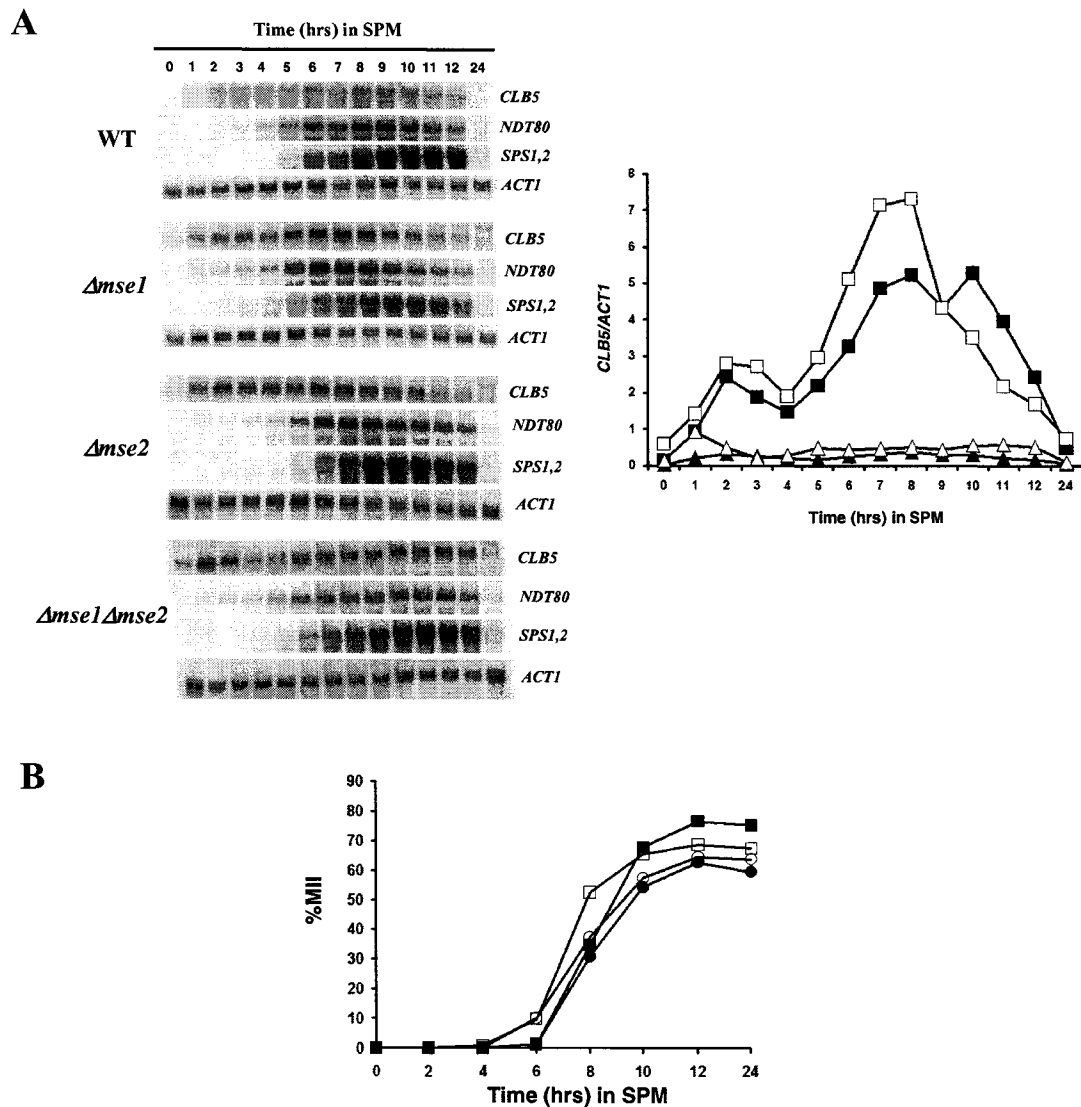 A
Time (hrs) in SPM
0 1 2 3 4 5 6 7 8 9 10 11 12 24
WT
CLB5
NDT80
SPS1,2
ACT1
Δmse1
CLB5
NDT80
SPS1,2
ACT1
Δmse2
CLB5
NDT80
SPS1,2
ACT1
Δmse1Δmse2
CLB5
NDT80
SPS1,2
ACT1
CLB5/ACT1
8
7
6
5
4
3
2
1
0
0 1 2 3 4 5 6 7 8 9 10 11 12 24
Time (hrs) in SPM
B
%MII
90
80
70
60
50
40
30
20
10
0
0 2 4 6 8 10 12 24
Time (hrs) in SPM